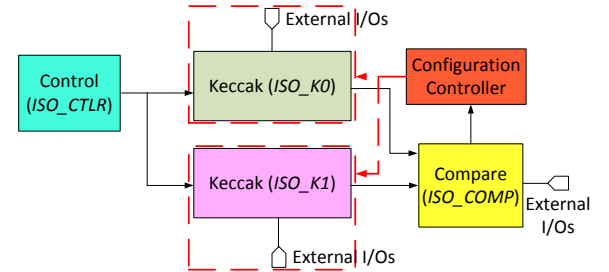 External I/Os
Control
(ISO_CTLR)
Keccak (ISO_K0)
Configuration
Controller
Keccak (ISO_K1)
Compare
(ISO_COMP)
External
I/Os
External I/Os